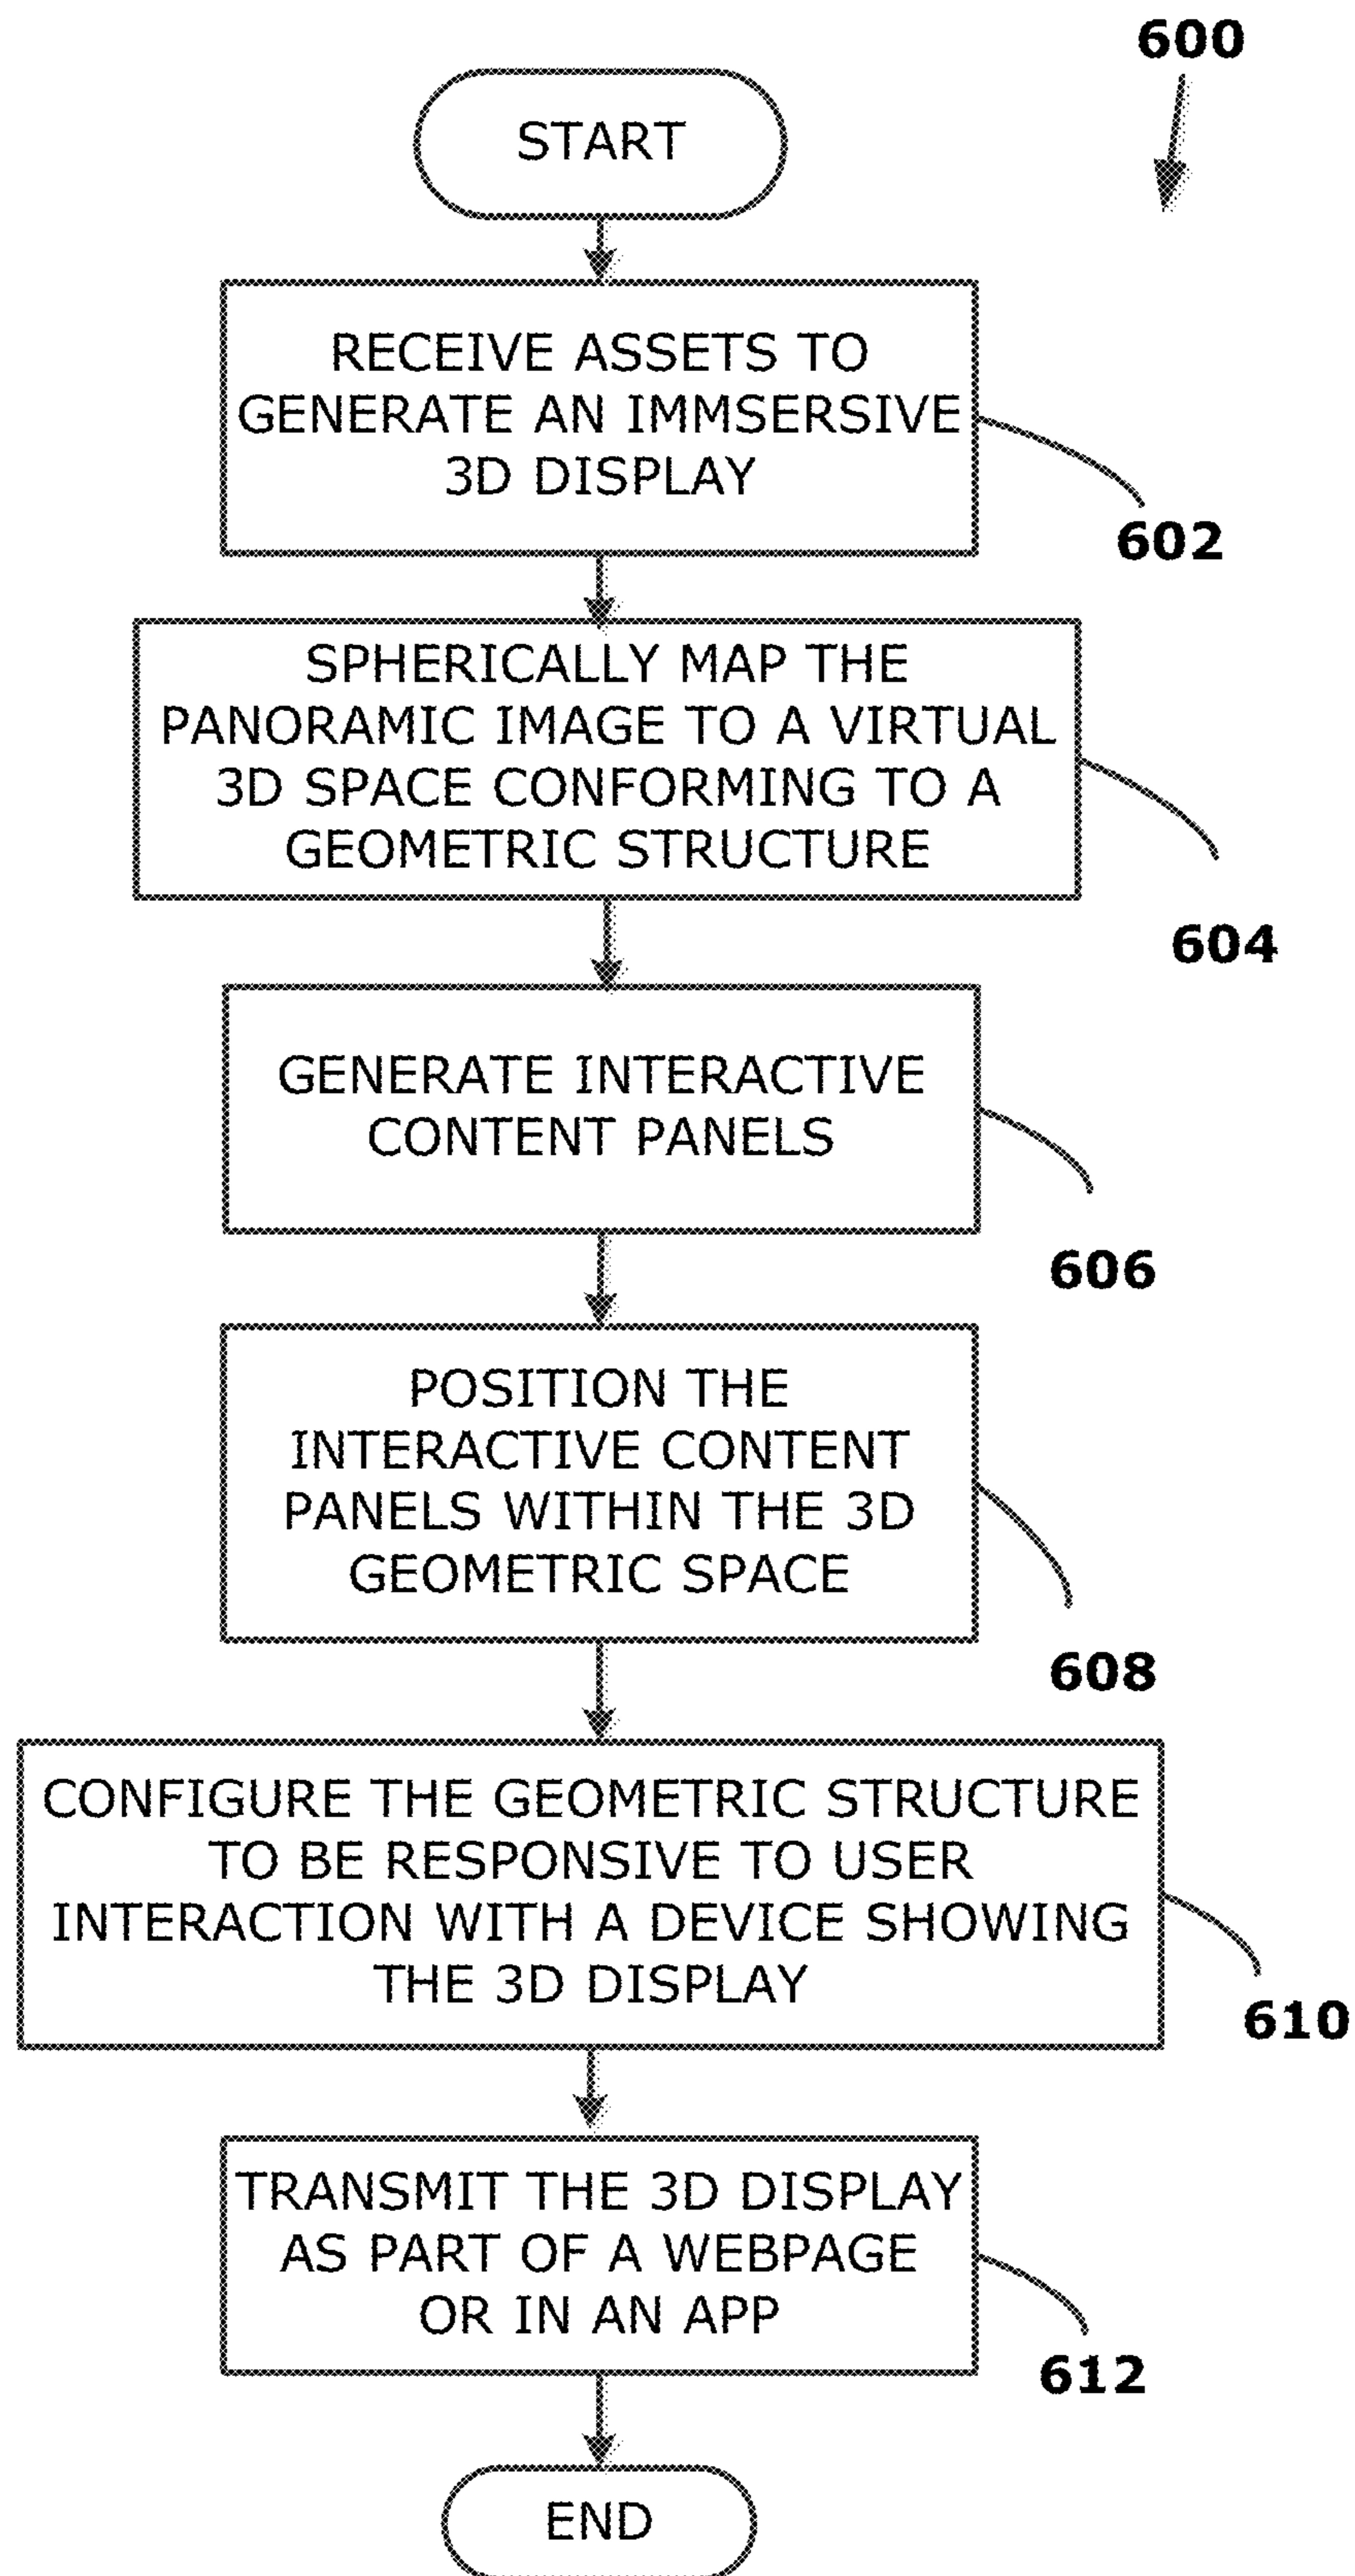 600
START
RECEIVE ASSETS TO
GENERATE AN IMMSERSIVE
3D DISPLAY
602
SPHERICALLY MAP THE
PANORAMIC IMAGE TO A VIRTUAL
3D SPACE CONFORMING TO A
GEOMETRIC STRUCTURE
604
GENERATE INTERACTIVE
CONTENT PANELS
606
POSITION THE
INTERACTIVE CONTENT
PANELS WITHIN THE 3D
GEOMETRIC SPACE
608
CONFIGURE THE GEOMETRIC STRUCTURE
TO BE RESPONSIVE TO USER
INTERACTION WITH A DEVICE SHOWING
THE 3D DISPLAY
610
TRANSMIT THE 3D DISPLAY
AS PART OF A WEBPAGE
OR IN AN APP
612
END